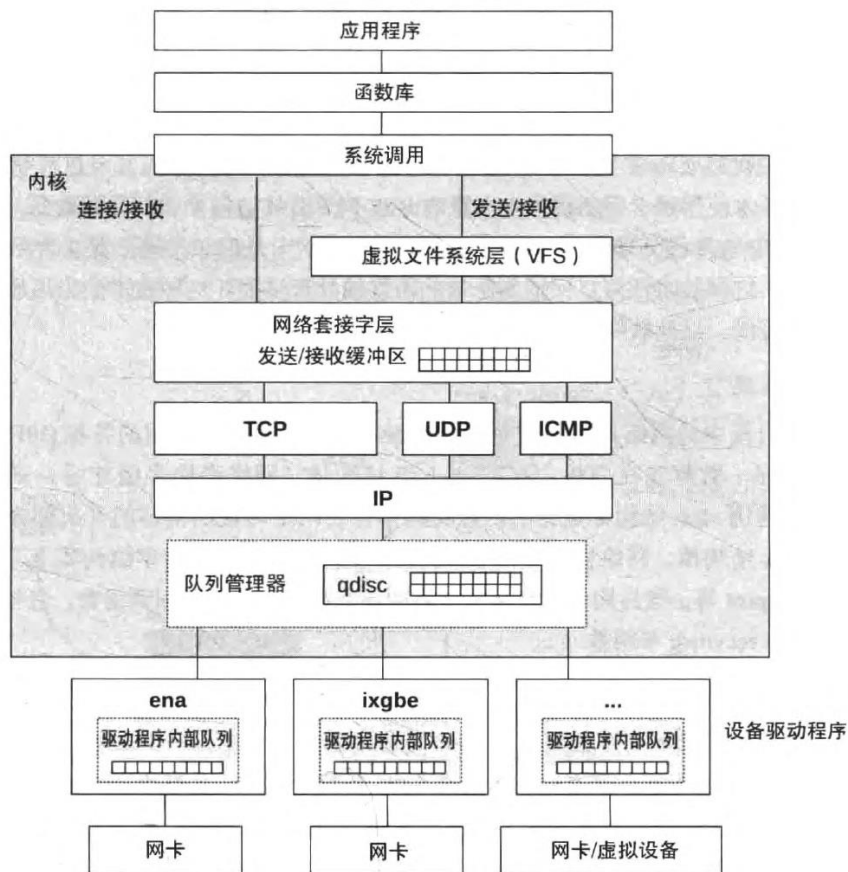 应用程序
函数库
系统调用
内核
连接/接收
发送/接收
虚拟文件系统层（VFS）
网络套接字层
发送/接收缓冲区
TCP
UDP
ICMP
IP
队列管理器
qdisc
ena
ixgbe
...
设备驱动程序
驱动程序内部队列
驱动程序内部队列
驱动程序内部队列
网卡
网卡
网卡/虚拟设备